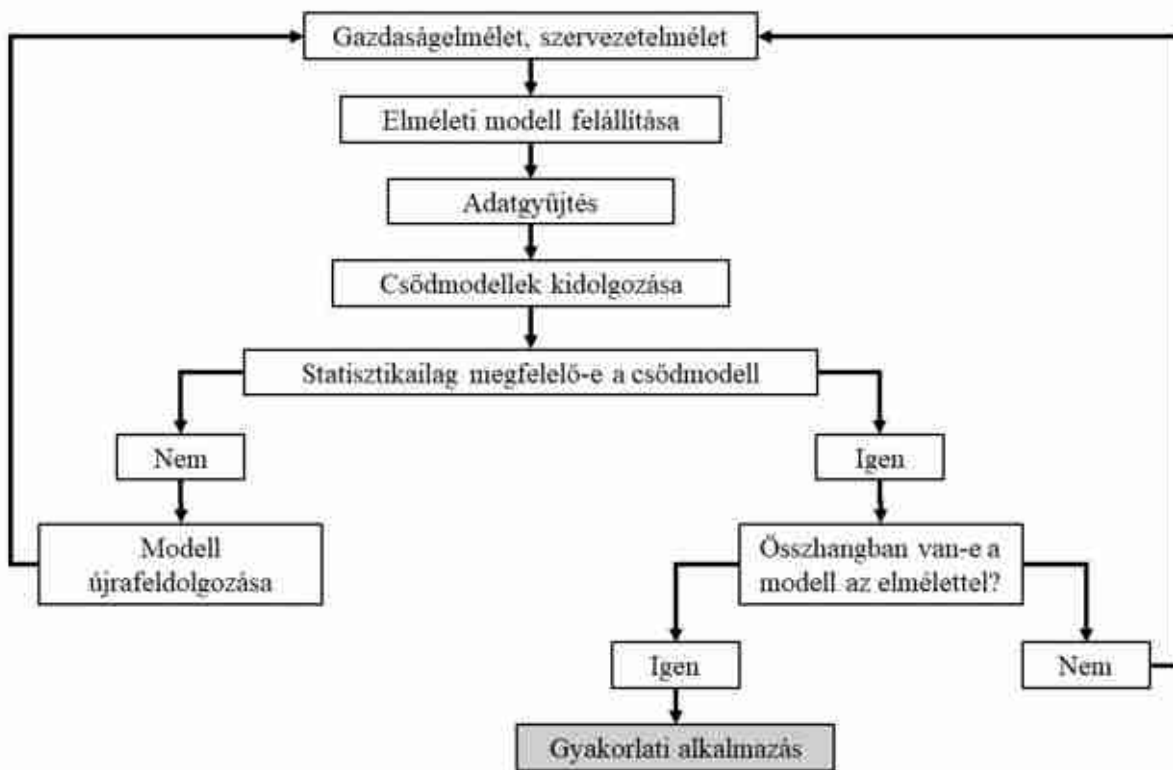 Gazdaságelmélet, szervezetelmélet
Elméleti modell felállítása
Adatgyűjtés
Csődmodellek kidolgozása
Statisztikailag megfelelő-e a csődmodell
Nem
Igen
Modell
újrafeldolgozása
Összhangban van-e a
modell az elmélettel?
Igen
Nem
Gyakorlati alkalmazás